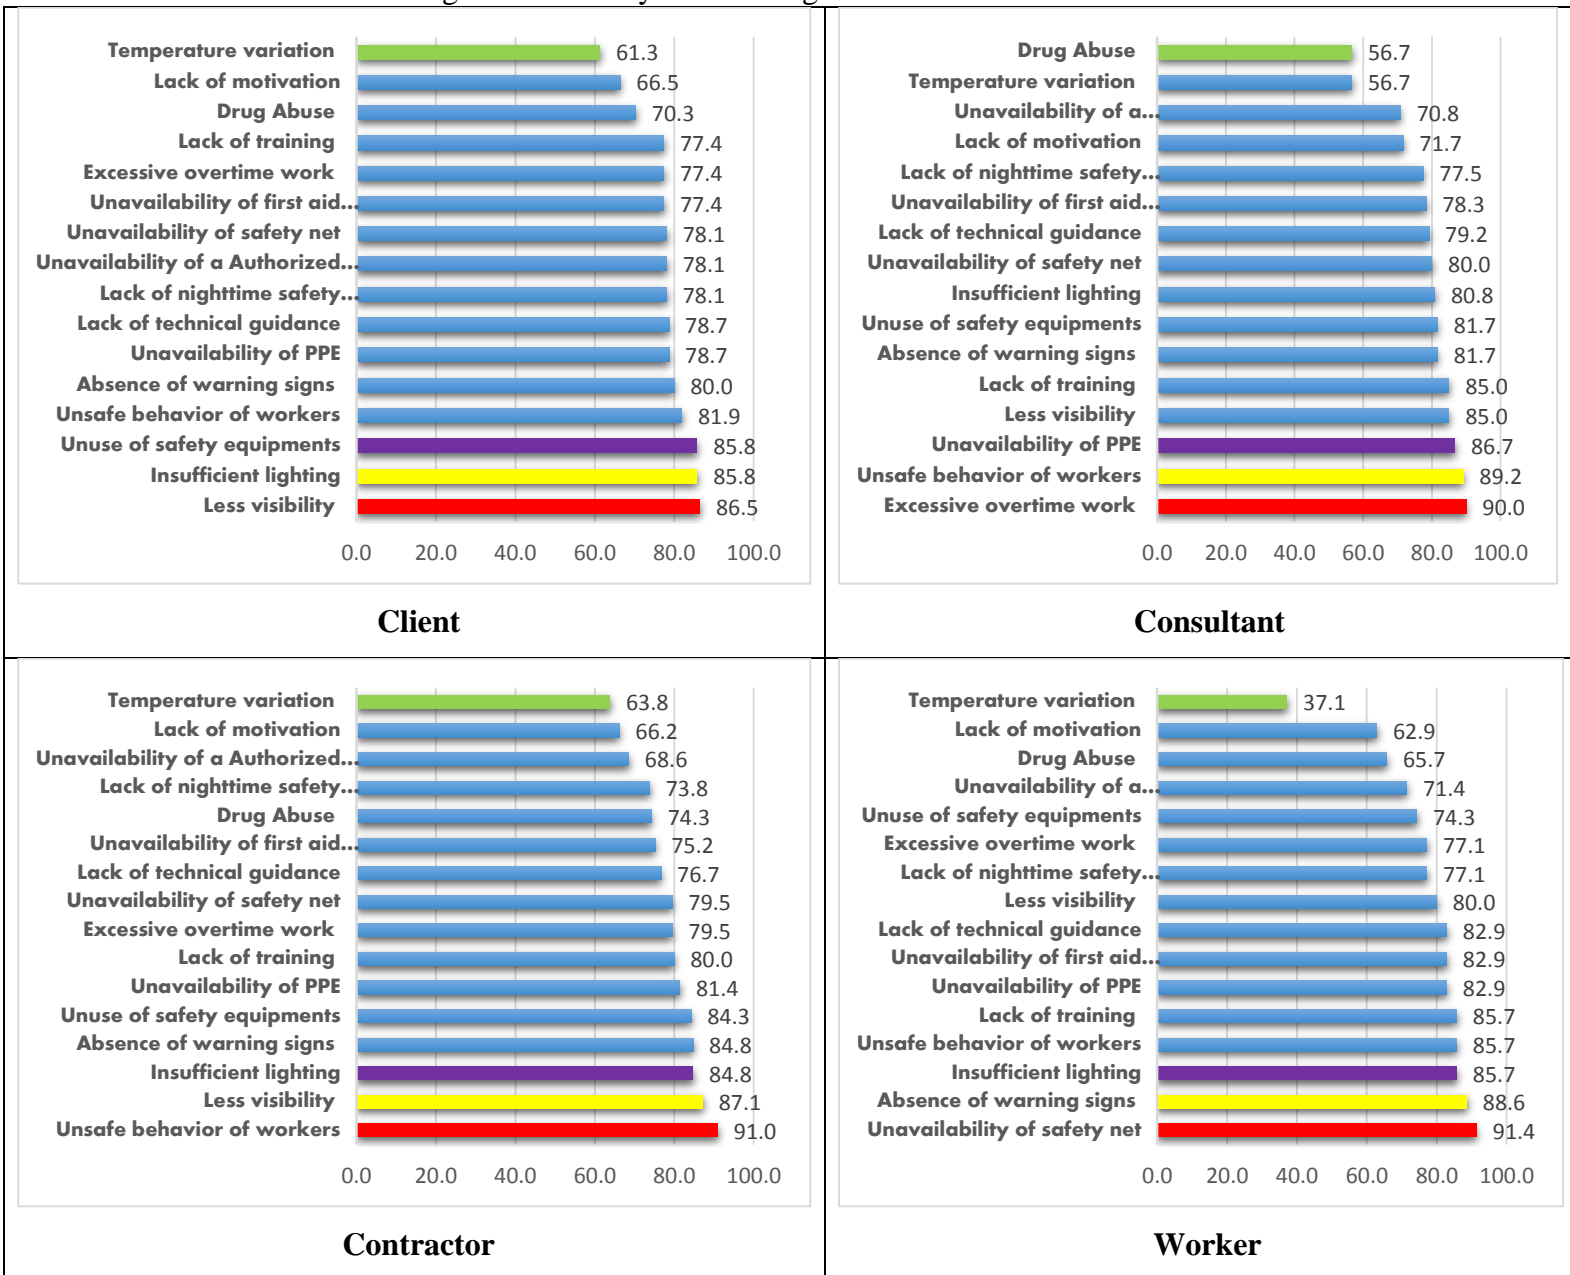 Temperature variation 61.3
Lack of motivation 66.5
Drug Abuse 70.3
Lack of training 77.4
Excessive overtime work 77.4
Unavailability of first aid... 77.4
Unavailability of safety net 78.1
Unavailability of a Authorized... 78.1
Lack of nighttime safety... 78.1
Lack of technical guidance 78.7
Unavailability of PPE 78.7
Absence of warning signs 80.0
Unsafe behavior of workers 81.9
Unuse of safety equipments 85.8
Insufficient lighting 85.8
Less visibility 86.5
0.0 20.0 40.0 60.0 80.0 100.0
Client
Drug Abuse 56.7
Temperature variation 56.7
Unavailability of a... 70.8
Lack of motivation 71.7
Lack of nighttime safety... 77.5
Unavailability of first aid... 78.3
Lack of technical guidance 79.2
Unavailability of safety net 80.0
Insufficient lighting 80.8
Unuse of safety equipments 81.7
Absence of warning signs 81.7
Lack of training 85.0
Less visibility 85.0
Unavailability of PPE 86.7
Unsafe behavior of workers 89.2
Excessive overtime work 90.0
0.0 20.0 40.0 60.0 80.0 100.0
Consultant
Temperature variation 63.8
Lack of motivation 66.2
Unavailability of a Authorized... 68.6
Lack of nighttime safety... 73.8
Drug Abuse 74.3
Unavailability of first aid... 75.2
Lack of technical guidance 76.7
Unavailability of safety net 79.5
Excessive overtime work 79.5
Lack of training 80.0
Unavailability of PPE 81.4
Unuse of safety equipments 84.3
Absence of warning signs 84.8
Insufficient lighting 84.8
Less visibility 87.1
Unsafe behavior of workers 91.0
0.0 20.0 40.0 60.0 80.0 100.0
Contractor
Temperature variation 37.1
Lack of motivation 62.9
Drug Abuse 65.7
Unavailability of a... 71.4
Unuse of safety equipments 74.3
Excessive overtime work 77.1
Lack of nighttime safety... 77.1
Less visibility 80.0
Lack of technical guidance 82.9
Unavailability of first aid... 82.9
Unavailability of PPE 82.9
Lack of training 85.7
Unsafe behavior of workers 85.7
Insufficient lighting 85.7
Absence of warning signs 88.6
Unavailability of safety net 91.4
0.0 20.0 40.0 60.0 80.0 100.0
Worker